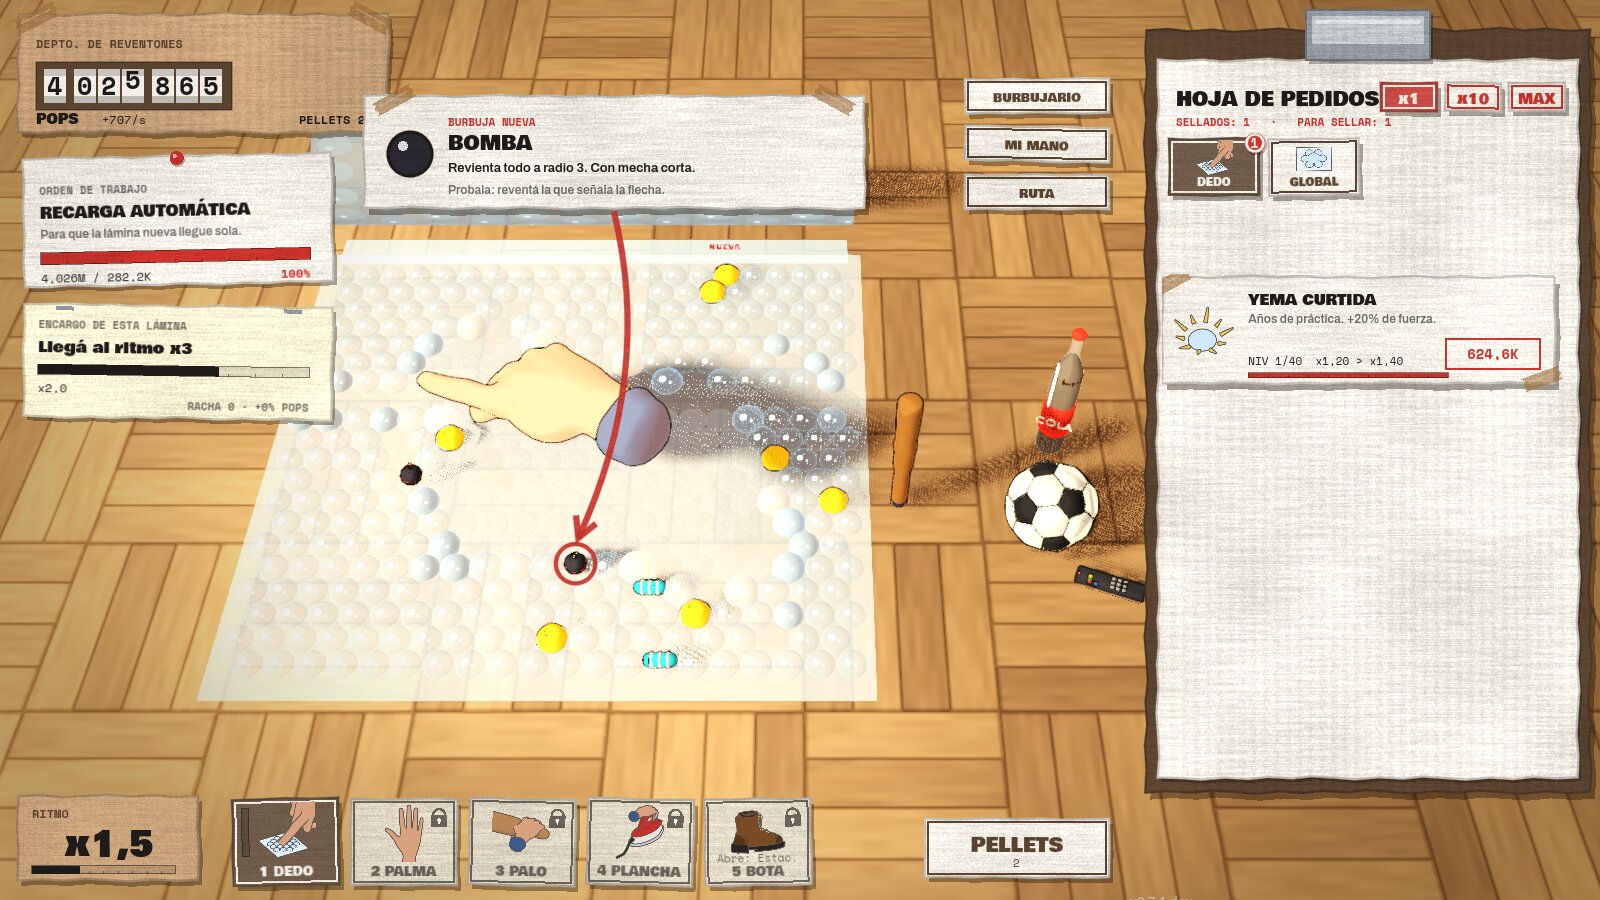 DEPTO. DE REVENTONES
4 025 865
POPS +707/s PELLETS 2
ORDEN DE TRABAJO
RECARGA AUTOMÁTICA
Para que la lámina nueva llegue sola.
4.026M / 282.2K 100%
ENCARGO DE ESTA LÁMINA
Llegá al ritmo x3
x2.0
RACHA 0 · +0% POPS
BURBUJA NUEVA
BOMBA
Revienta todo a radio 3. Con mecha corta.
Probala: reventá la que señala la flecha.
BURBUJARIO
MI MANO
RUTA
COLA
HOJA DE PEDIDOS x1 x10 MAX
SELLADOS: 1 · PARA SELLAR: 1
1
DEDO
GLOBAL
YEMA CURTIDA
Años de práctica. +20% de fuerza.
NIV 1/40 x1,20 > x1,40
624,6K
RITMO
x1,5
1 DEDO
2 PALMA
3 PALO
4 PLANCHA
Abre: Estac.
5 BOTA
PELLETS
2